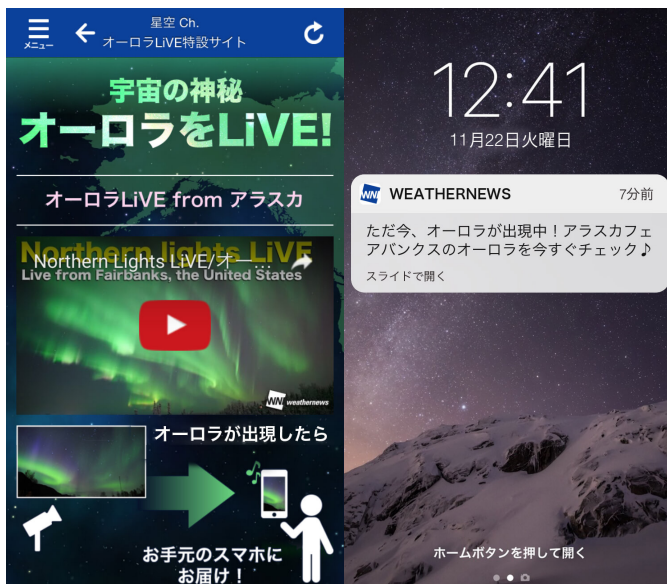 星空 Ch.
オーロラLiVE特設サイト
メニュー
宇宙の神秘
オーロラをLiVE!
オーロラLiVE from アラスカ
Northern lights LiVE
Northern Lights LiVE/オー...
Live from Fairbanks, the United States
WNI weathernews
オーロラが出現したら
お手元のスマホに
お届け!
12:41
11月22日火曜日
WNI WEATHERNEWS 7分前
ただ今、オーロラが出現中!アラスカフェ
アバンクスのオーロラを今すぐチェック♪
スライドで開く
ホームボタンを押して開く